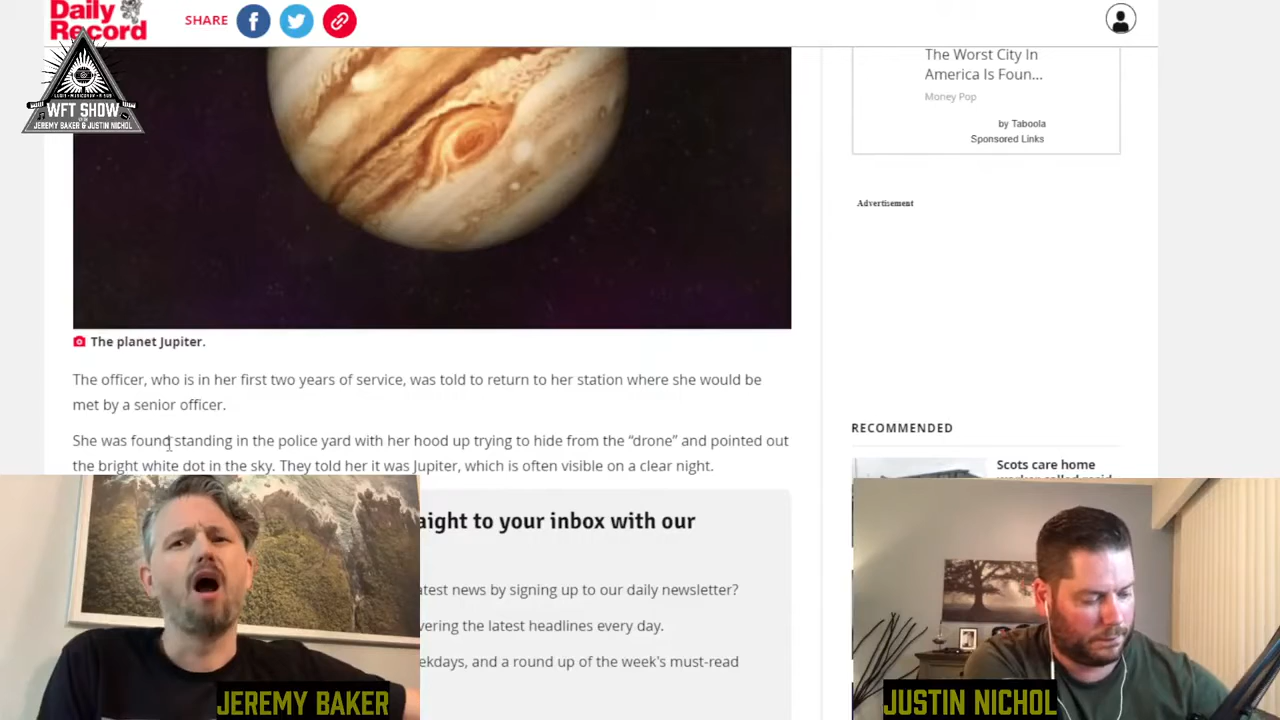 Daily
Record
SHARE
WFT SHOW
JEREMY BAKER & JUSTIN NICHOL
The Worst City In
America Is Foun...
Money Pop
by Taboola
Sponsored Links
Advertisement
The planet Jupiter.
The officer, who is in her first two years of service, was told to return to her station where she would be
met by a senior officer.
She was found standing in the police yard with her hood up trying to hide from the “drone” and pointed out
the bright white dot in the sky. They told her it was Jupiter, which is often visible on a clear night.
RECOMMENDED
Scots care home
aight to your inbox with our
atest news by signing up to our daily newsletter?
vering the latest headlines every day.
ekdays, and a round up of the week's must-read
JEREMY BAKER
JUSTIN NICHOL